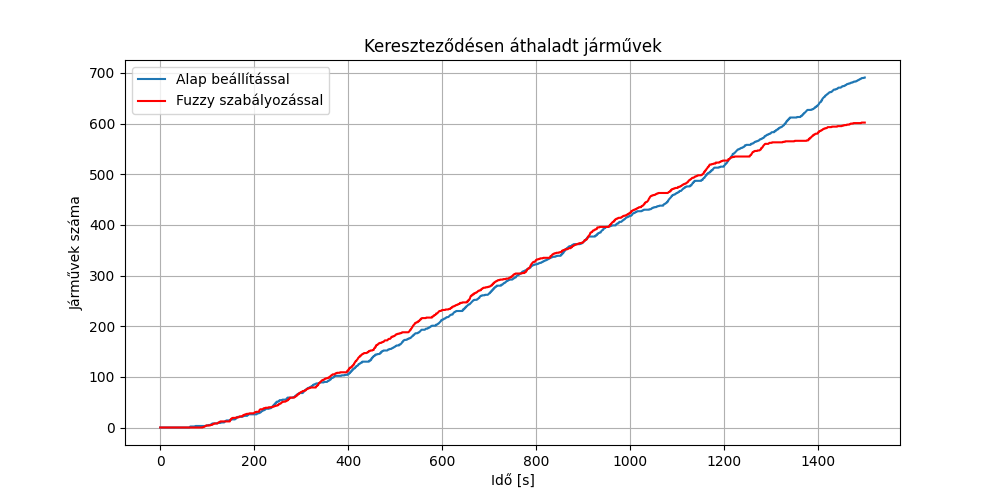 Kereszteződésen áthaladt járművek
Alap beállítással
Fuzzy szabályozással
Járművek száma
700
600
500
400
300
200
100
0
0 200 400 600 800 1000 1200 1400
Idő [s]